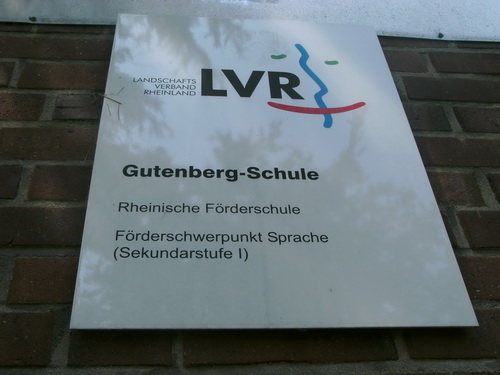 LANDSCHAFTS
VERBAND
RHEINLAND
LVR
Gutenberg-Schule
Rheinische Förderschule
Förderschwerpunkt Sprache
(Sekundarstufe I)